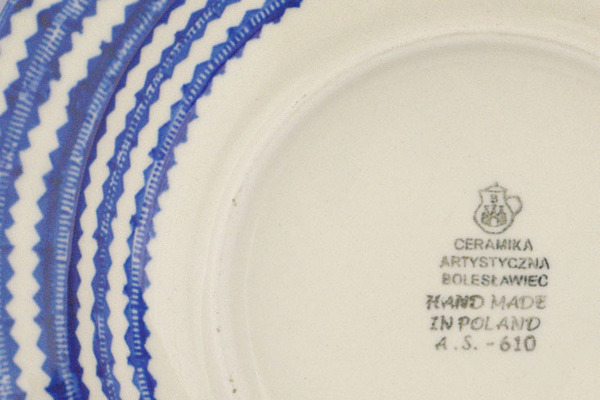 B
CERAMIKA
ARTYSTYCZNA
BOLESŁAWIEC
HAND MADE
IN POLAND
A.S. - 610